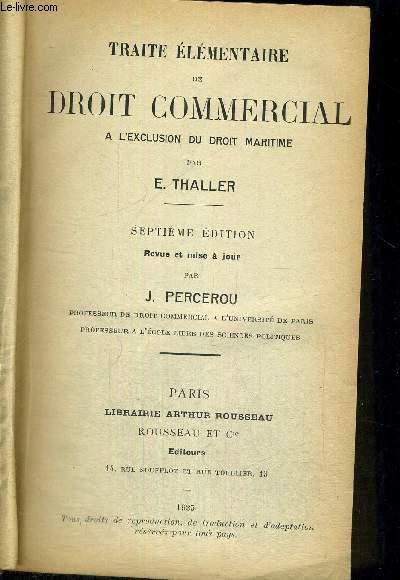 Le-livre.com
TRAITE ÉLÉMENTAIRE
DE
DROIT COMMERCIAL
A L'EXCLUSION DU DROIT MARITIME
PAR
E. THALLER
SEPTIÈME ÉDITION
Revue et mise à jour
PAR
J. PERCEROU
PROFESSEUR DE DROIT COMMERCIAL A L'UNIVERSITÉ DE PARIS
PROFESSEUR A L'ÉCOLE LIBRE DES SCIENCES POLITIQUES
PARIS
LIBRAIRIE ARTHUR ROUSSEAU
ROUSSEAU ET Cie
Editeurs
14, RUE SOUFFLOT ET RUE TOULLIER, 13
Tous droits de reproduction, de traduction et d'adaptation
réservés pour tous pays.